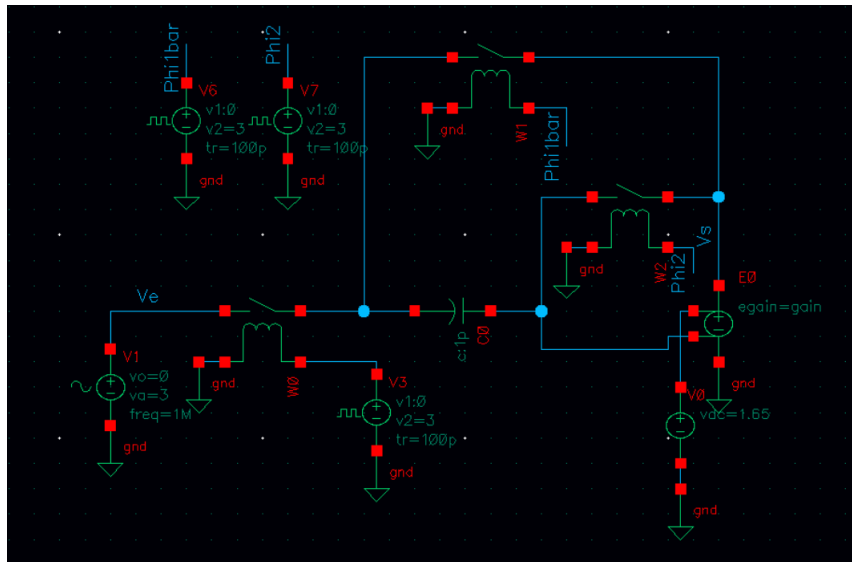 Phi1bar
Phi2
V6
v1:0
v2=3
tr=100p
gnd
V7
v1:0
v2=3
tr=100p
gnd
gnd
W1
Phi1bar
gnd
W2
Phi2
Vs
E0
egain=gain
gnd
Ve
V1
vo=0
va=3
freq=1M
gnd
gnd
W0
V3
v1:0
v2=3
tr=100p
gnd
c:1p
C0
V0
vdc=1.65
gnd